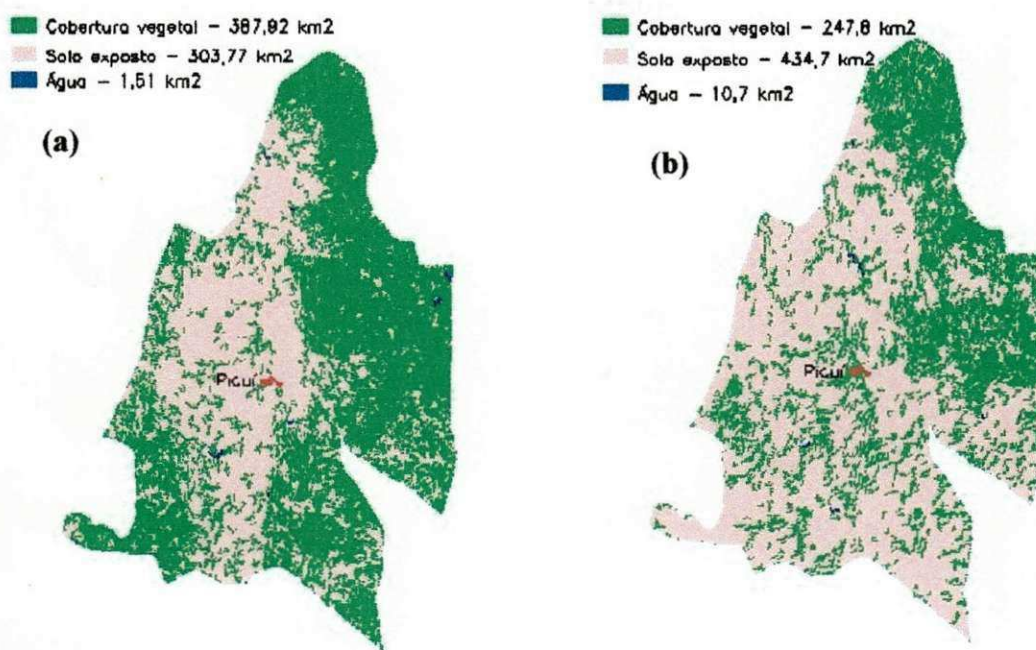 Cobertura vegetal – 387,92 km2
Solo exposto – 303,77 km2
Água – 1,51 km2
(a)
Picuí
Cobertura vegetal – 247,8 km2
Solo exposto – 434,7 km2
Água – 10,7 km2
(b)
Picuí